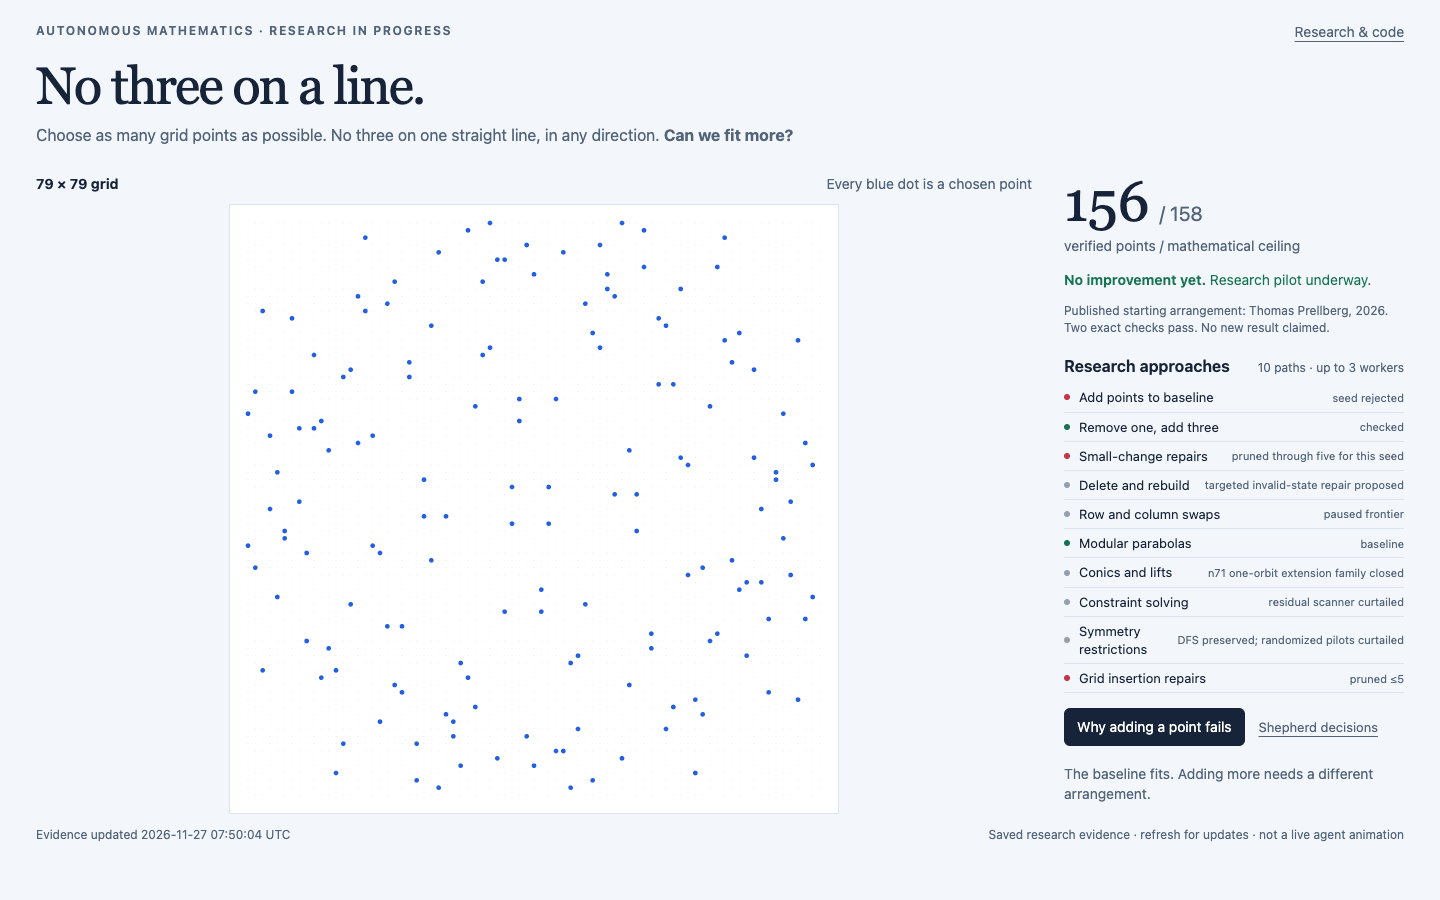 AUTONOMOUS MATHEMATICS · RESEARCH IN PROGRESS
Research & code
No three on a line.
Choose as many grid points as possible. No three on one straight line, in any direction. Can we fit more?
79 × 79 grid
Every blue dot is a chosen point
156 / 158
verified points / mathematical ceiling
No improvement yet. Research pilot underway.
Published starting arrangement: Thomas Prellberg, 2026.
Two exact checks pass. No new result claimed.
Research approaches
10 paths · up to 3 workers
Add points to baseline
seed rejected
Remove one, add three
checked
Small-change repairs
pruned through five for this seed
Delete and rebuild
targeted invalid-state repair proposed
Row and column swaps
paused frontier
Modular parabolas
baseline
Conics and lifts
n71 one-orbit extension family closed
Constraint solving
residual scanner curtailed
Symmetry
restrictions
DFS preserved; randomized pilots curtailed
Grid insertion repairs
pruned ≤5
Why adding a point fails
Shepherd decisions
The baseline fits. Adding more needs a different
arrangement.
Evidence updated 2026-11-27 07:50:04 UTC
Saved research evidence · refresh for updates · not a live agent animation